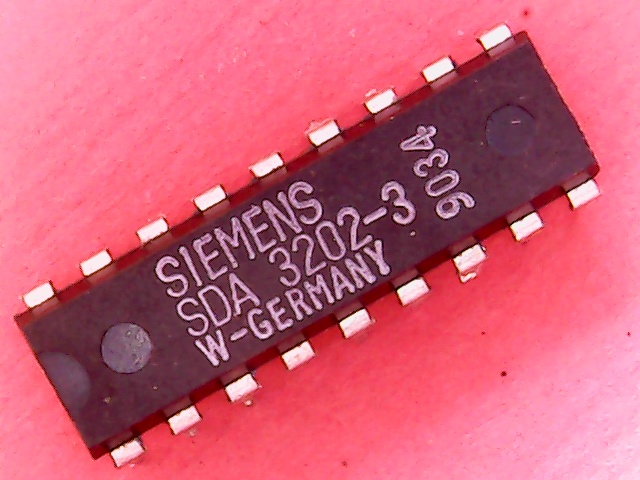 SIEMENS
SDA 3202-3
W-GERMANY
9034